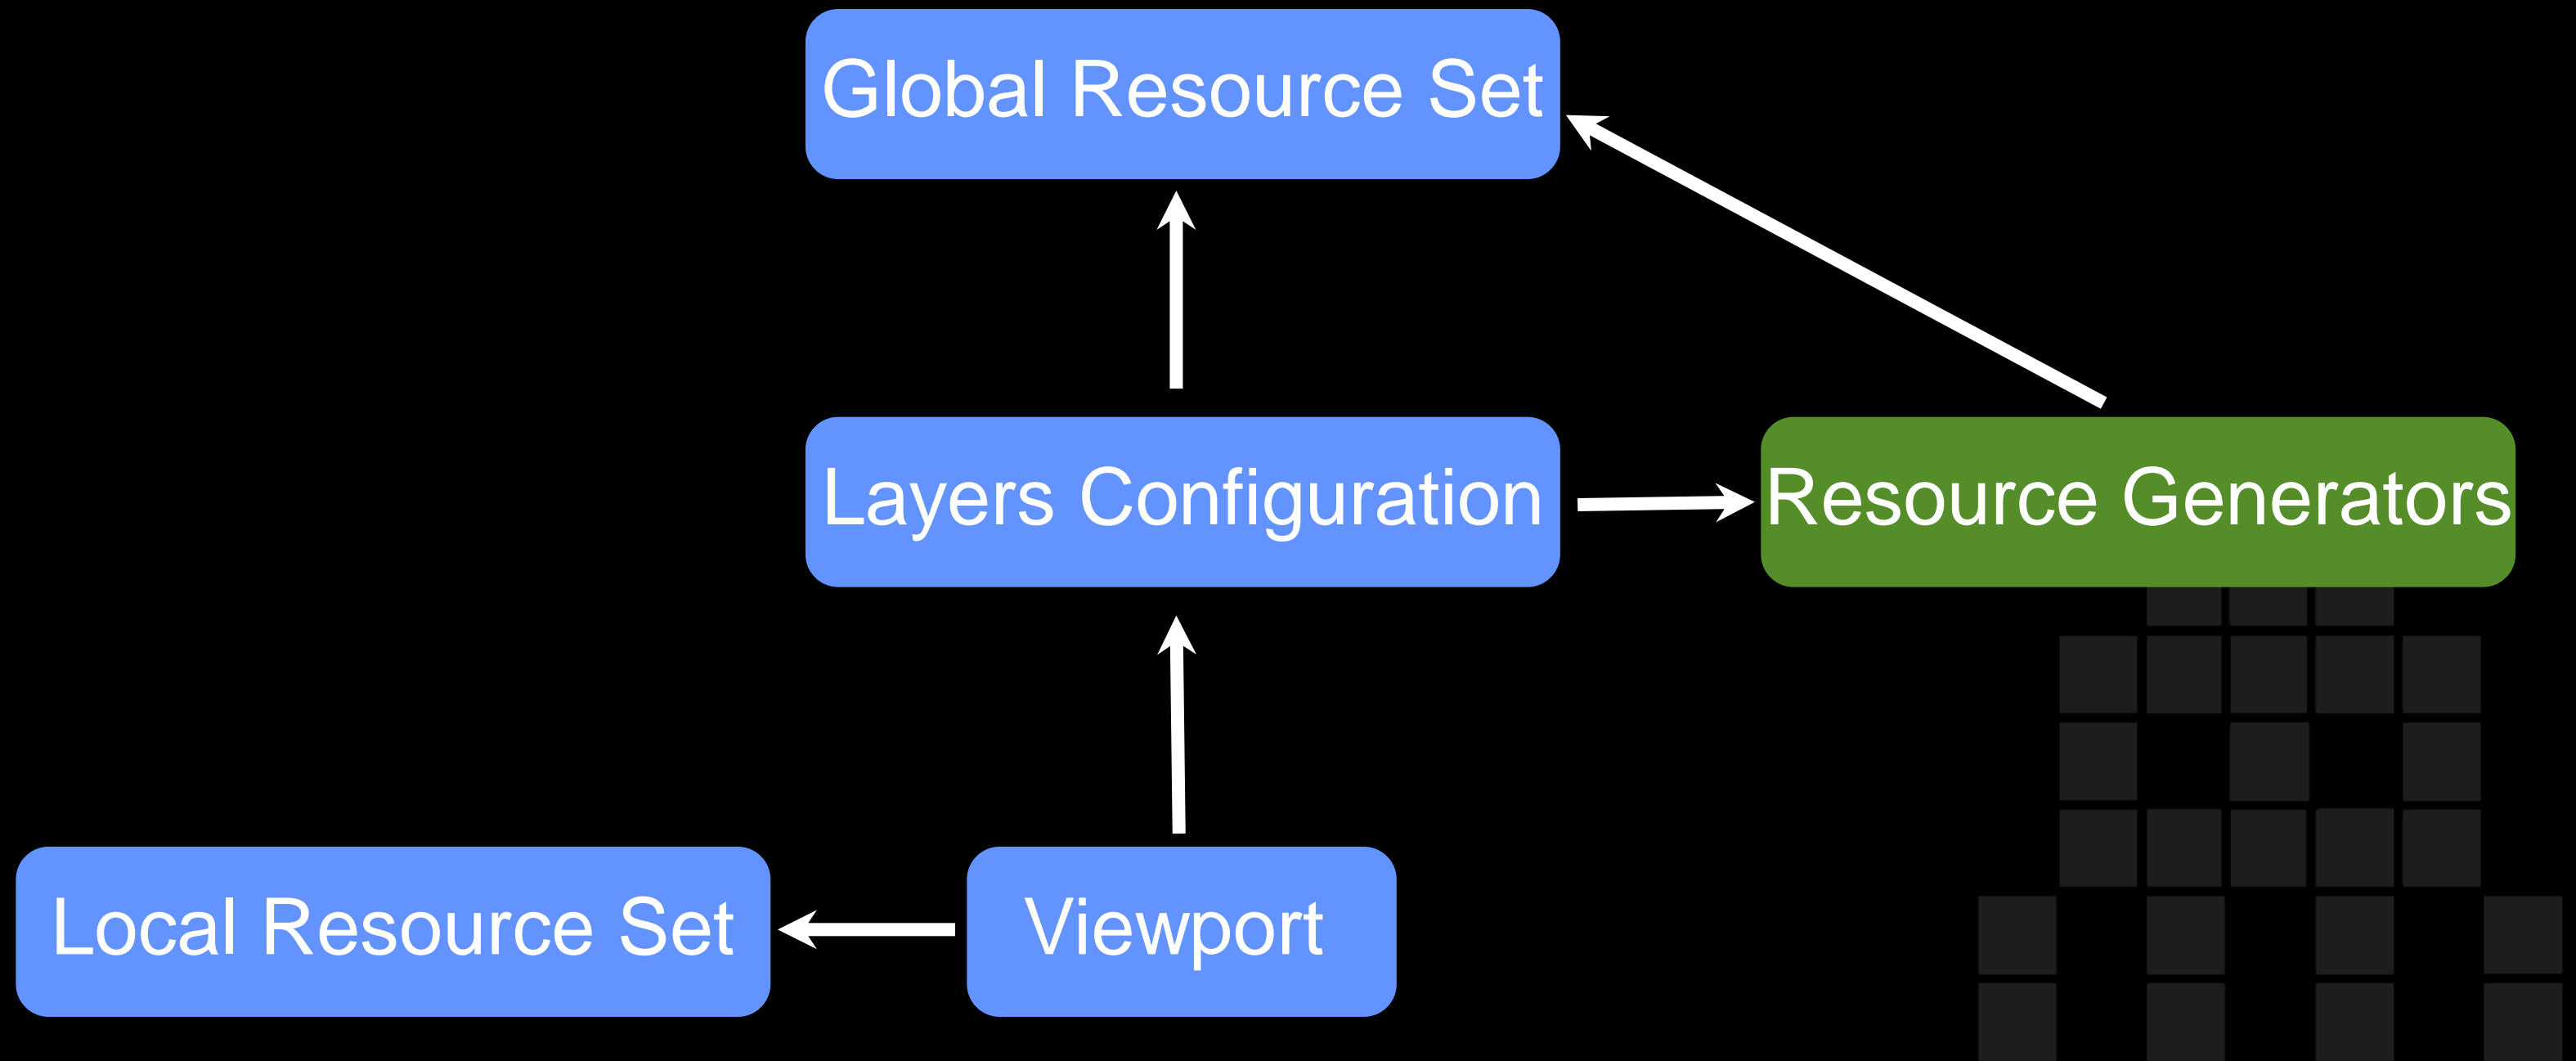 Global Resource Set
Layers Configuration
Resource Generators
Local Resource Set
Viewport